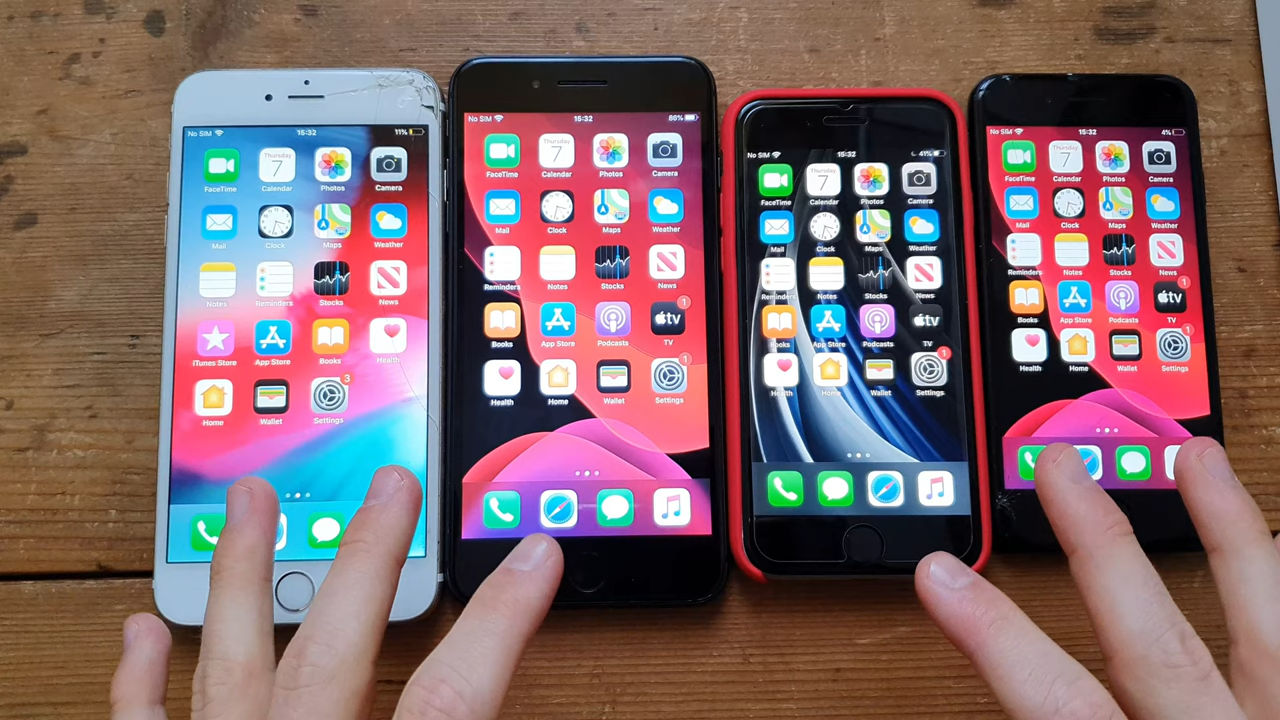 No SIM 15:32 11%
FaceTime Thursday 7 Calendar Photos Camera
Mail Clock Maps Weather
Notes Reminders Stocks News
iTunes Store App Store Books Health
3
Home Wallet Settings
No SIM 15:32 86%
FaceTime Thursday 7 Calendar Photos Camera
Mail Clock Maps Weather
Reminders Notes Stocks News
1
tv
Books App Store Podcasts TV
1
Health Home Wallet Settings
No SIM 15:32 41%
FaceTime Thursday 7 Calendar Photos Camera
Mail Clock Maps Weather
Reminders Notes Stocks News
tv
Books App Store Podcasts TV
1
Health Home Wallet Settings
No SIM 15:32 4%
FaceTime Thursday 7 Calendar Photos Camera
Mail Clock Maps Weather
Reminders Notes Stocks News
1
tv
Books App Store Podcasts TV
1
Health Home Wallet Settings